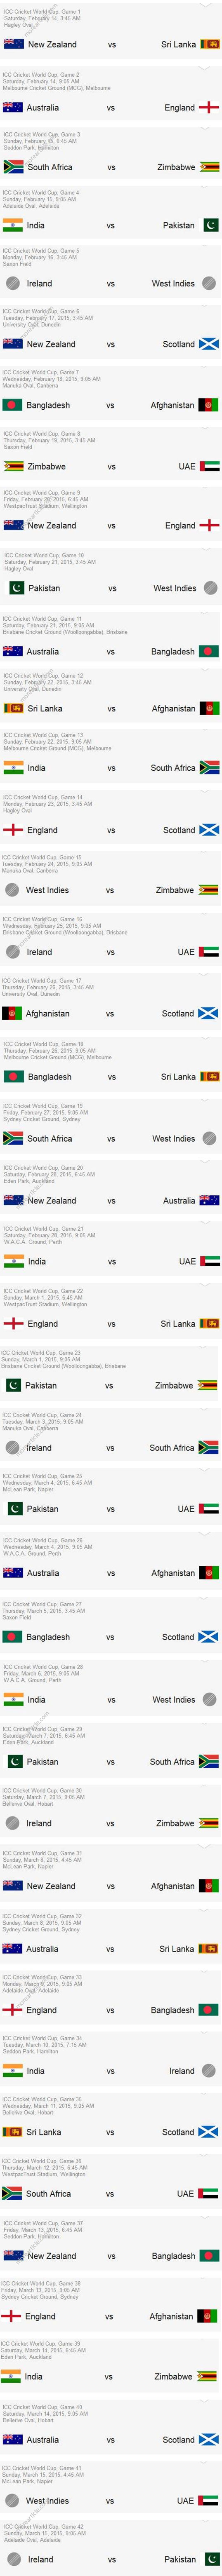 ICC Cricket World Cup, Game 1
Saturday, February 14, 3:45 AM
Hagley Oval
New Zealand vs Sri Lanka
ICC Cricket World Cup, Game 2
Saturday, February 14, 9:05 AM
Melbourne Cricket Ground (MCG), Melbourne
Australia vs England
ICC Cricket World Cup, Game 3
Sunday, February 15, 6:45 AM
Seddon Park, Hamilton
South Africa vs Zimbabwe
ICC Cricket World Cup, Game 4
Sunday, February 15, 9:05 AM
Adelaide Oval, Adelaide
India vs Pakistan
ICC Cricket World Cup, Game 5
Monday, February 16, 3:45 AM
Saxon Field
Ireland vs West Indies
ICC Cricket World Cup, Game 6
Tuesday, February 17, 2015, 3:45 AM
University Oval, Dunedin
New Zealand vs Scotland
ICC Cricket World Cup, Game 7
Wednesday, February 18, 2015, 9:05 AM
Manuka Oval, Canberra
Bangladesh vs Afghanistan
ICC Cricket World Cup, Game 8
Thursday, February 19, 2015, 3:45 AM
Saxon Field
Zimbabwe vs UAE
ICC Cricket World Cup, Game 9
Friday, February 20, 2015, 6:45 AM
WestpacTrust Stadium, Wellington
New Zealand vs England
ICC Cricket World Cup, Game 10
Saturday, February 21, 2015, 3:45 AM
Hagley Oval
Pakistan vs West Indies
ICC Cricket World Cup, Game 11
Saturday, February 21, 2015, 9:05 AM
Brisbane Cricket Ground (Woolloongabba), Brisbane
Australia vs Bangladesh
ICC Cricket World Cup, Game 12
Sunday, February 22, 2015, 3:45 AM
University Oval, Dunedin
Sri Lanka vs Afghanistan
ICC Cricket World Cup, Game 13
Sunday, February 22, 2015, 9:05 AM
Melbourne Cricket Ground (MCG), Melbourne
India vs South Africa
ICC Cricket World Cup, Game 14
Monday, February 23, 2015, 3:45 AM
Hagley Oval
England vs Scotland
ICC Cricket World Cup, Game 15
Tuesday, February 24, 2015, 9:05 AM
Manuka Oval, Canberra
West Indies vs Zimbabwe
ICC Cricket World Cup, Game 16
Wednesday, February 25, 2015, 9:05 AM
Brisbane Cricket Ground (Woolloongabba), Brisbane
Ireland vs UAE
ICC Cricket World Cup, Game 17
Thursday, February 26, 2015, 3:45 AM
University Oval, Dunedin
Afghanistan vs Scotland
ICC Cricket World Cup, Game 18
Thursday, February 26, 2015, 9:05 AM
Melbourne Cricket Ground (MCG), Melbourne
Bangladesh vs Sri Lanka
ICC Cricket World Cup, Game 19
Friday, February 27, 2015, 9:05 AM
Sydney Cricket Ground, Sydney
South Africa vs West Indies
ICC Cricket World Cup, Game 20
Saturday, February 28, 2015, 6:45 AM
Eden Park, Auckland
New Zealand vs Australia
ICC Cricket World Cup, Game 21
Saturday, February 28, 2015, 9:05 AM
W.A.C.A. Ground, Perth
India vs UAE
ICC Cricket World Cup, Game 22
Sunday, March 1, 2015, 6:45 AM
WestpacTrust Stadium, Wellington
England vs Sri Lanka
ICC Cricket World Cup, Game 23
Sunday, March 1, 2015, 9:05 AM
Brisbane Cricket Ground (Woolloongabba), Brisbane
Pakistan vs Zimbabwe
ICC Cricket World Cup, Game 24
Tuesday, March 3, 2015, 9:05 AM
Manuka Oval, Canberra
Ireland vs South Africa
ICC Cricket World Cup, Game 25
Wednesday, March 4, 2015, 6:45 AM
McLean Park, Napier
Pakistan vs UAE
ICC Cricket World Cup, Game 26
Wednesday, March 4, 2015, 9:05 AM
W.A.C.A. Ground, Perth
Australia vs Afghanistan
ICC Cricket World Cup, Game 27
Thursday, March 5, 2015, 3:45 AM
Saxon Field
Bangladesh vs Scotland
ICC Cricket World Cup, Game 28
Friday, March 6, 2015, 9:05 AM
W.A.C.A. Ground, Perth
India vs West Indies
ICC Cricket World Cup, Game 29
Saturday, March 7, 2015, 6:45 AM
Eden Park, Auckland
Pakistan vs South Africa
ICC Cricket World Cup, Game 30
Saturday, March 7, 2015, 9:05 AM
Bellerive Oval, Hobart
Ireland vs Zimbabwe
ICC Cricket World Cup, Game 31
Sunday, March 8, 2015, 4:45 AM
McLean Park, Napier
New Zealand vs Afghanistan
ICC Cricket World Cup, Game 32
Sunday, March 8, 2015, 9:05 AM
Sydney Cricket Ground, Sydney
Australia vs Sri Lanka
ICC Cricket World Cup, Game 33
Monday, March 9, 2015, 9:05 AM
Adelaide Oval, Adelaide
England vs Bangladesh
ICC Cricket World Cup, Game 34
Tuesday, March 10, 2015, 7:15 AM
Seddon Park, Hamilton
India vs Ireland
ICC Cricket World Cup, Game 35
Wednesday, March 11, 2015, 9:05 AM
Bellerive Oval, Hobart
Sri Lanka vs Scotland
ICC Cricket World Cup, Game 36
Thursday, March 12, 2015, 6:45 AM
WestpacTrust Stadium, Wellington
South Africa vs UAE
ICC Cricket World Cup, Game 37
Friday, March 13, 2015, 6:45 AM
Seddon Park, Hamilton
New Zealand vs Bangladesh
ICC Cricket World Cup, Game 38
Friday, March 13, 2015, 9:05 AM
Sydney Cricket Ground, Sydney
England vs Afghanistan
ICC Cricket World Cup, Game 39
Saturday, March 14, 2015, 6:45 AM
Eden Park, Auckland
India vs Zimbabwe
ICC Cricket World Cup, Game 40
Saturday, March 14, 2015, 9:05 AM
Bellerive Oval, Hobart
Australia vs Scotland
ICC Cricket World Cup, Game 41
Sunday, March 15, 2015, 4:45 AM
McLean Park, Napier
West Indies vs UAE
ICC Cricket World Cup, Game 42
Sunday, March 15, 2015, 9:05 AM
Adelaide Oval, Adelaide
Ireland vs Pakistan